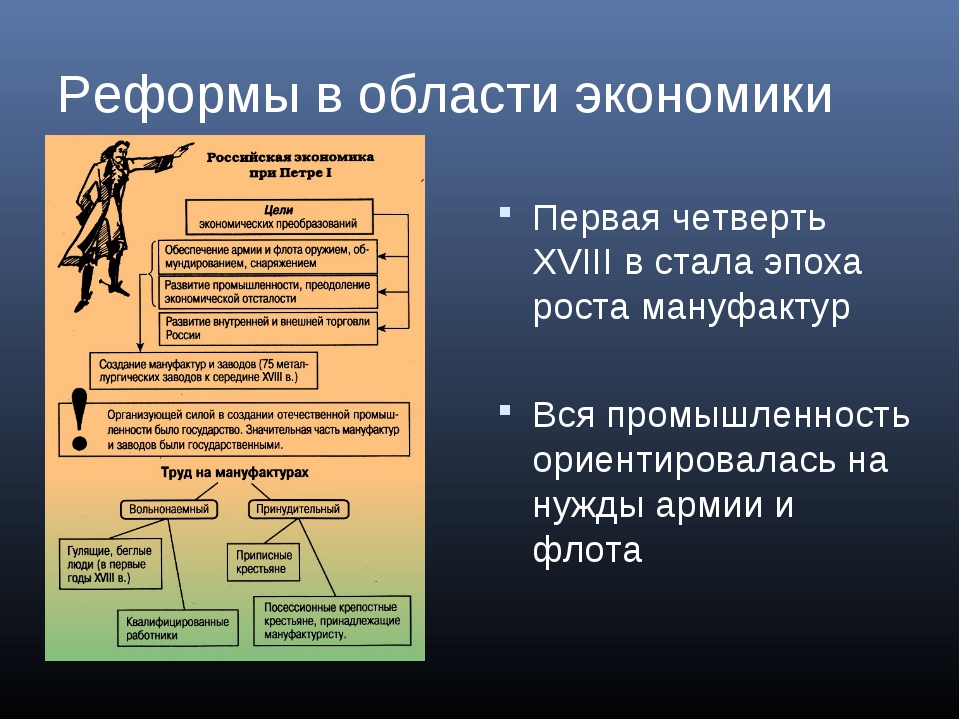 Реформы в области экономики
Российская экономика
при Петре I
Цели
экономических преобразований
Обеспечение армии и флота оружием, об-
мундированием, снаряжением
Развитие промышленности, преодоление
экономической отсталости
Развитие внутренней и внешней торговли
России
Создание мануфактур и заводов (75 метал-
лургических заводов к середине XVIII в.)
!
Организующей силой в создании отечественной промыш-
ленности было государство. Значительная часть мануфактур
и заводов были государственными.
Труд на мануфактурах
Вольнонаемный
Принудительный
Гулящие, беглые
люди (в первые
годы XVIII в.)
Приписные
крестьяне
Квалифицированные
работники
Посессионные крепостные
крестьяне, принадлежащие
мануфактуристу.
Первая четверть
XVIII в стала эпоха
роста мануфактур
Вся промышленность
ориентировалась на
нужды армии и
флота